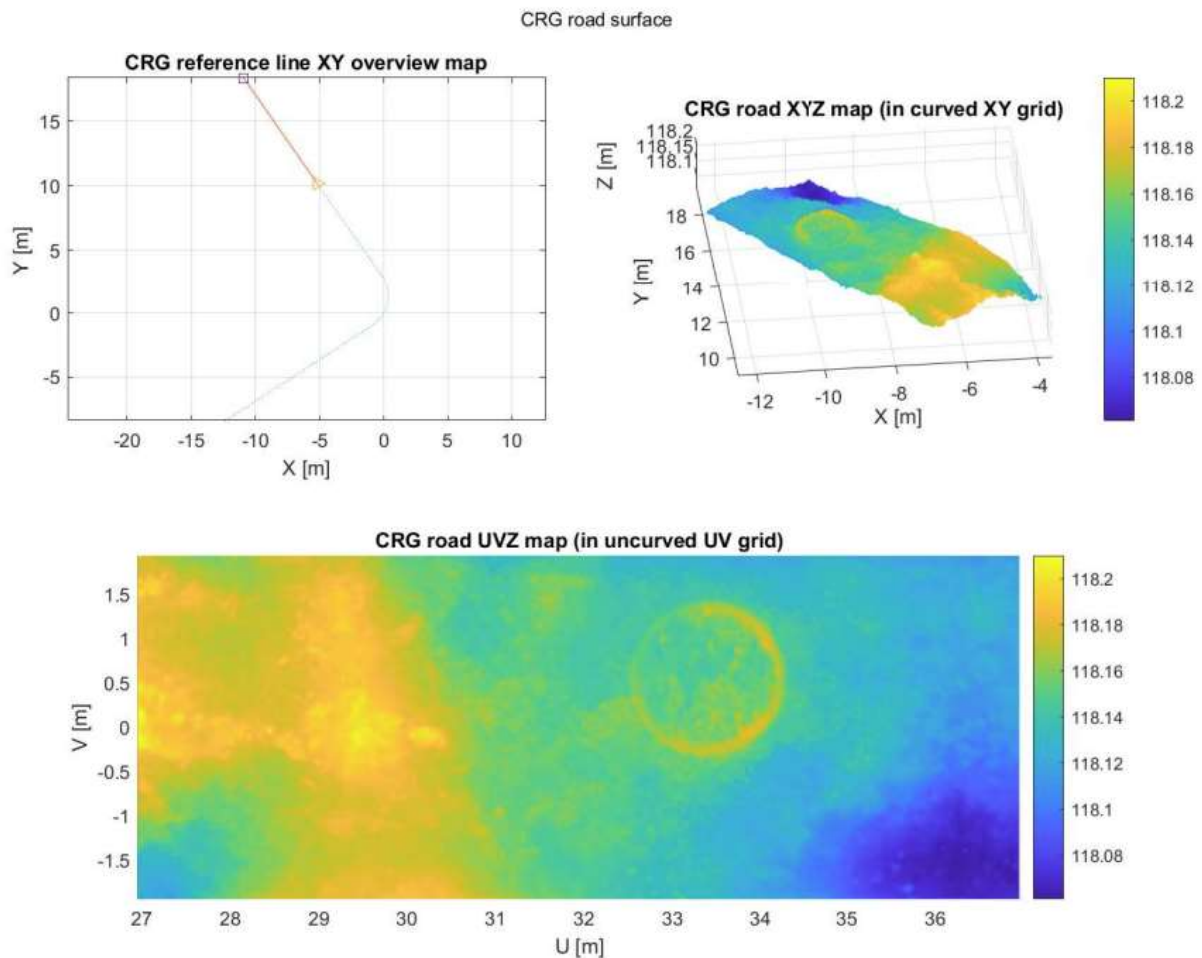 CRG road surface
CRG reference line XY overview map
15
10
5
0
-5
Y [m]
-20 -15 -10 -5 0 5 10
X [m]
CRG road XYZ map (in curved XY grid)
118.2
118.15
118.1
Z [m]
18
16
14
12
10
Y [m]
-12 -10 -8 -6 -4
X [m]
118.2
118.18
118.16
118.14
118.12
118.1
118.08
CRG road UVZ map (in uncurved UV grid)
1.5
1
0.5
0
-0.5
-1
-1.5
V [m]
27 28 29 30 31 32 33 34 35 36
U [m]
118.2
118.18
118.16
118.14
118.12
118.1
118.08